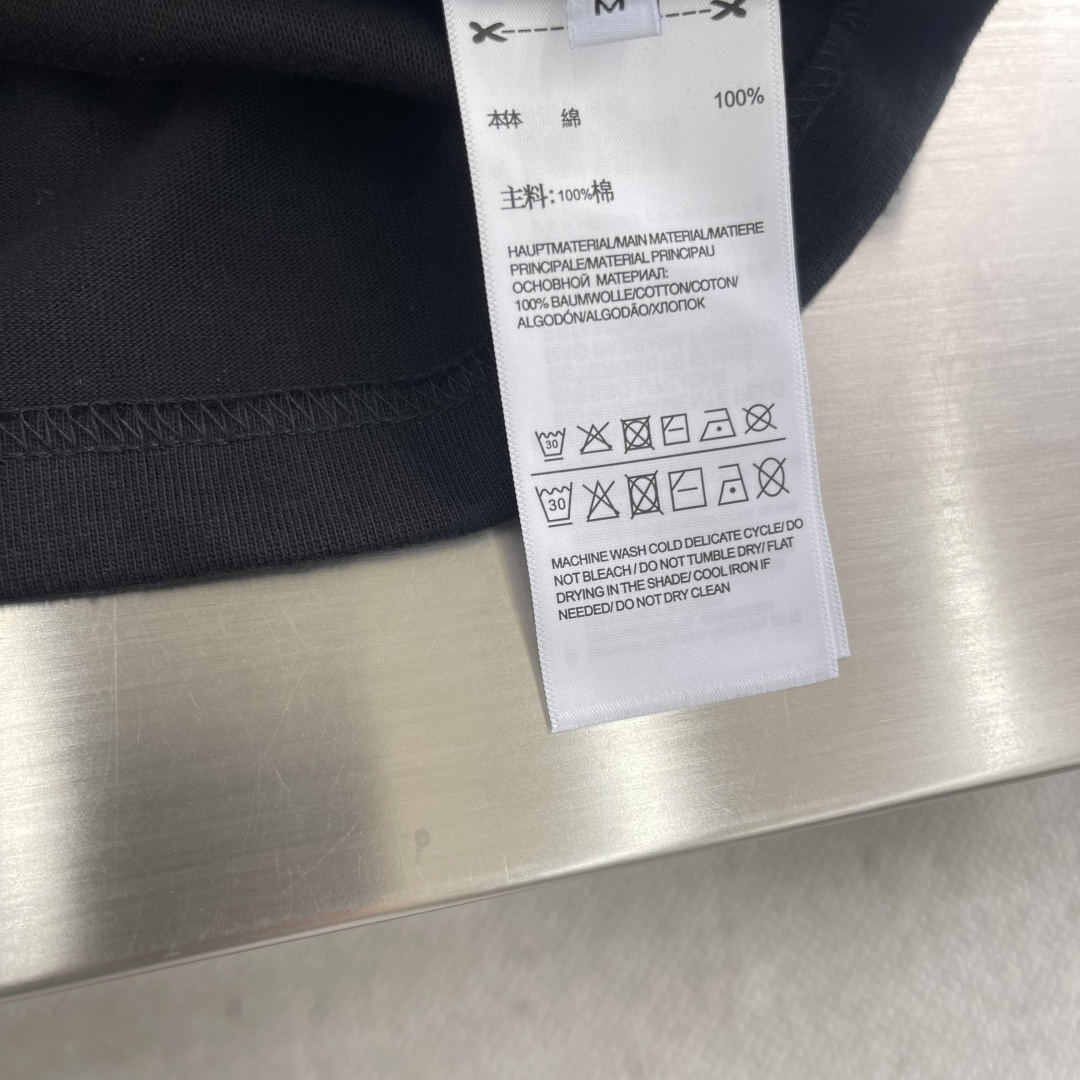 M
本体 綿 100%
主料:100%棉
HAUPTMATERIAL/MAIN MATERIAL/MATIERE
PRINCIPALE/MATERIAL PRINCIPAU
ОСНОВНОЙ МАТЕРИАЛ:
100% BAUMWOLLE/COTTON/COTON/
ALGODÓN/ALGODÃO/ХЛОПОК
30
30
MACHINE WASH COLD DELICATE CYCLE/ DO
NOT BLEACH / DO NOT TUMBLE DRY/ FLAT
DRYING IN THE SHADE/ COOL IRON IF
NEEDED/ DO NOT DRY CLEAN